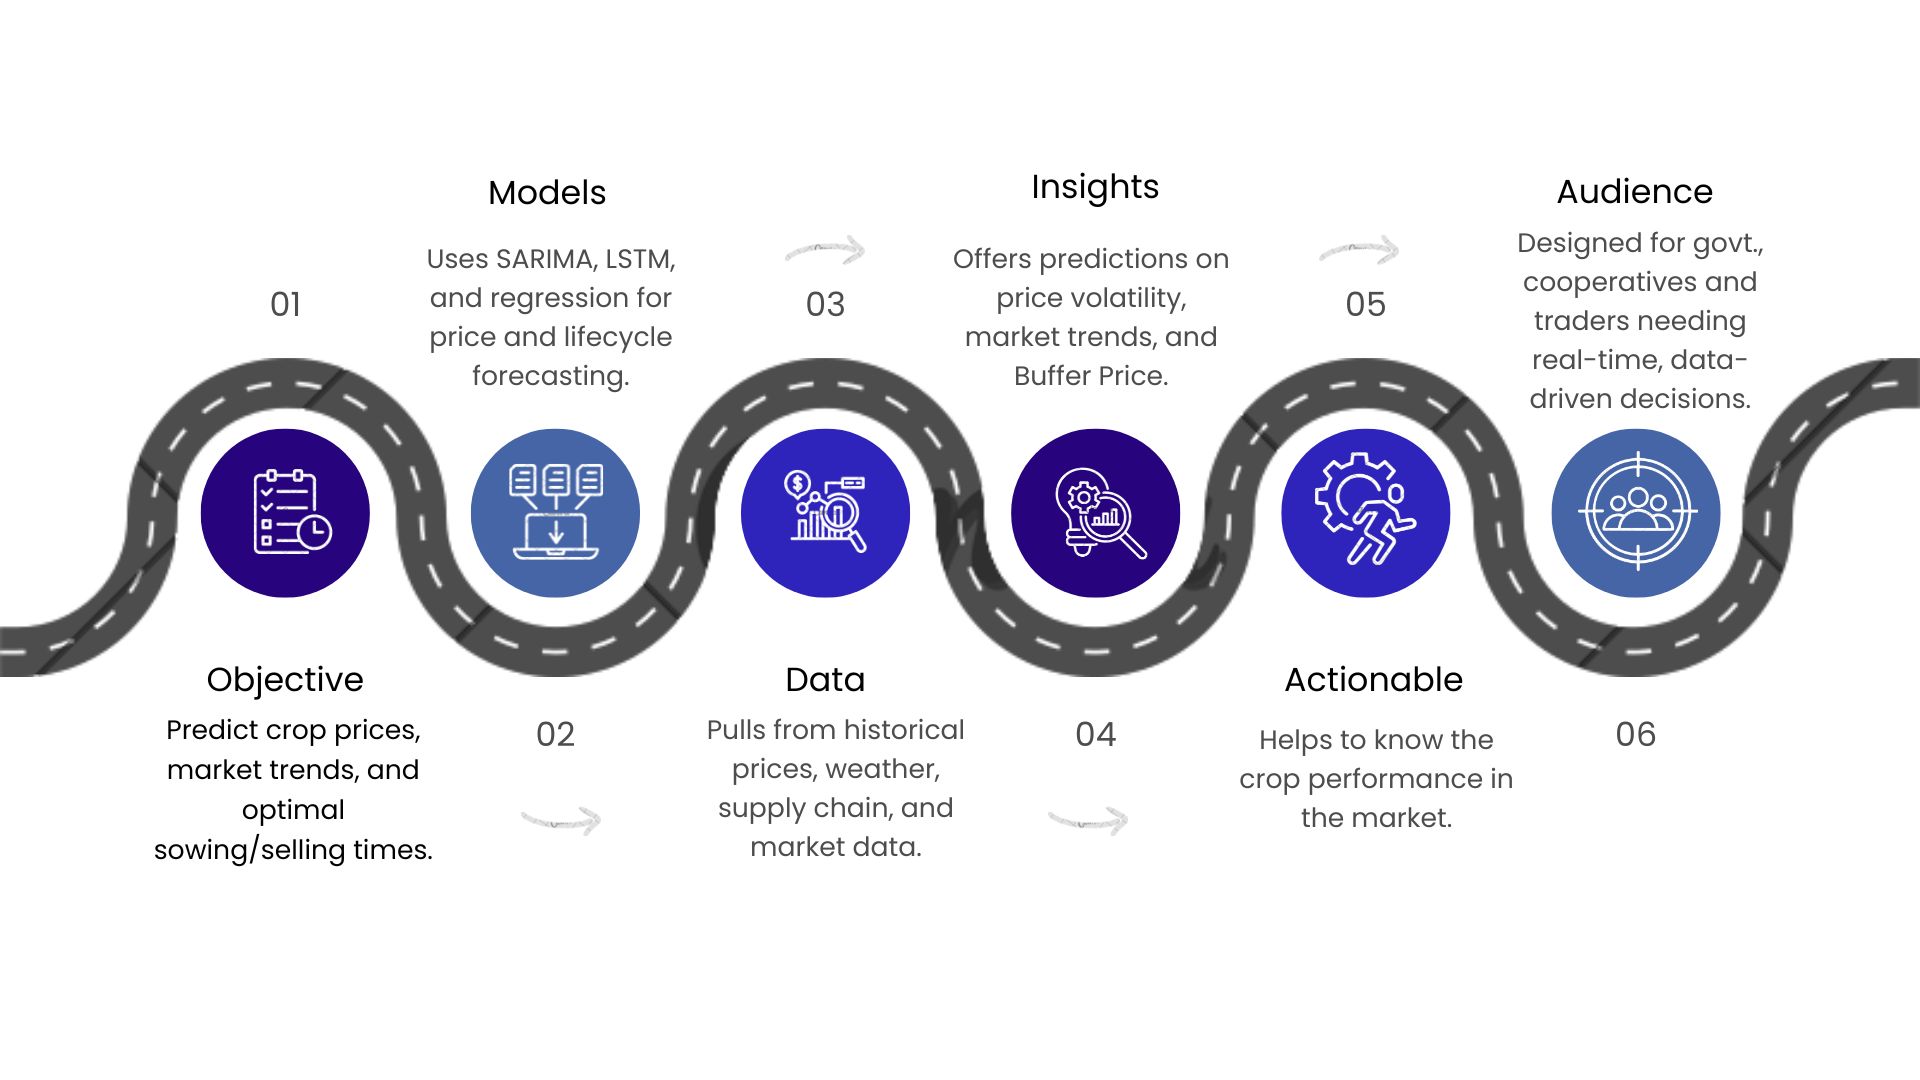 01
Objective
Predict crop prices,
market trends, and
optimal
sowing/selling times.
Models
Uses SARIMA, LSTM,
and regression for
price and lifecycle
forecasting.
02
03
Data
Pulls from historical
prices, weather,
supply chain, and
market data.
Insights
Offers predictions on
price volatility,
market trends, and
Buffer Price.
04
05
Actionable
Helps to know the
crop performance in
the market.
Audience
Designed for govt.,
cooperatives and
traders needing
real-time, data-
driven decisions.
06